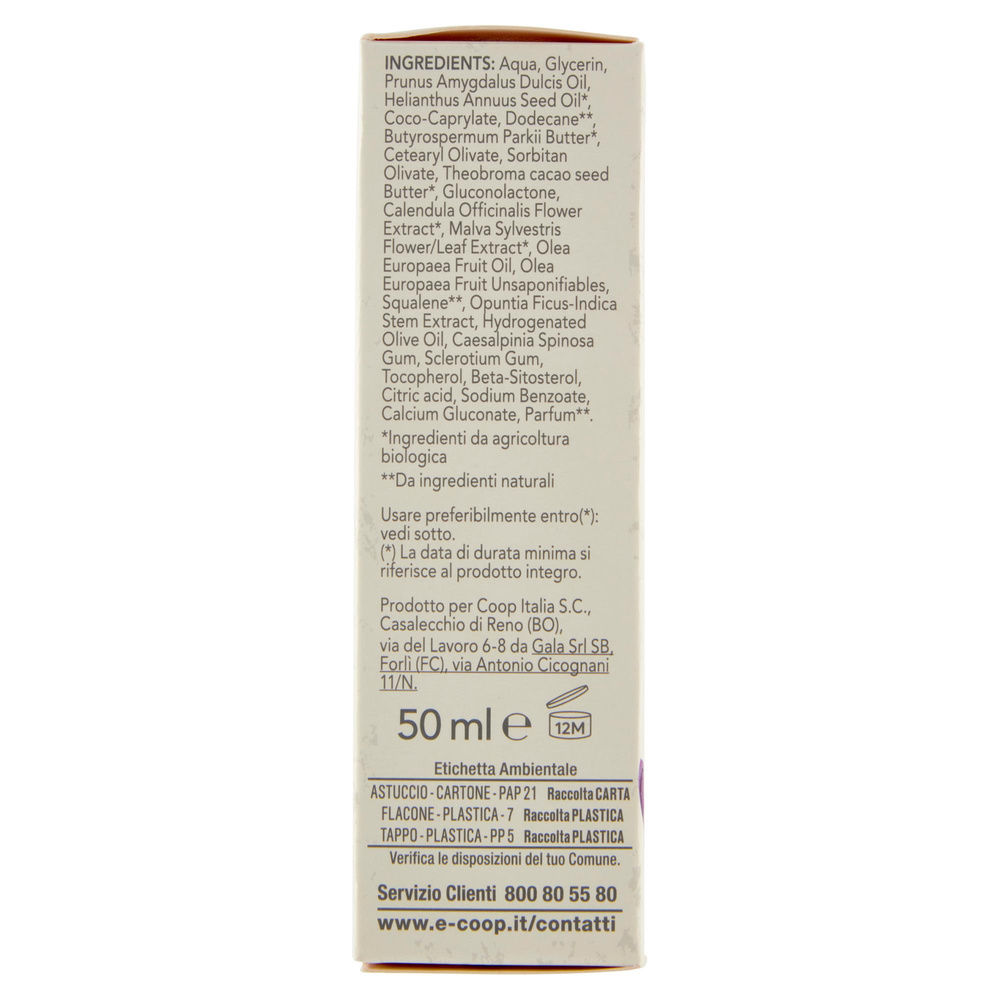 INGREDIENTS: Aqua, Glycerin,
Prunus Amygdalus Dulcis Oil,
Helianthus Annuus Seed Oil*,
Coco-Caprylate, Dodecane**,
Butyrospermum Parkii Butter*,
Cetearyl Olivate, Sorbitan
Olivate, Theobroma cacao seed
Butter*, Gluconolactone,
Calendula Officinalis Flower
Extract*, Malva Sylvestris
Flower/Leaf Extract*, Olea
Europaea Fruit Oil, Olea
Europaea Fruit Unsaponifiables,
Squalene**, Opuntia Ficus-Indica
Stem Extract, Hydrogenated
Olive Oil, Caesalpinia Spinosa
Gum, Sclerotium Gum,
Tocopherol, Beta-Sitosterol,
Citric acid, Sodium Benzoate,
Calcium Gluconate, Parfum**.
*Ingredienti da agricoltura
biologica
**Da ingredienti naturali
Usare preferibilmente entro(*):
vedi sotto.
(*) La data di durata minima si
riferisce al prodotto integro.
Prodotto per Coop Italia S.C.,
Casalecchio di Reno (BO),
via del Lavoro 6-8 da Gala Srl SB,
Forlì (FC), via Antonio Cicognani
11/N.
50 ml ℮ 12M
Etichetta Ambientale
ASTUCCIO - CARTONE - PAP 21 Raccolta CARTA
FLACONE - PLASTICA - 7 Raccolta PLASTICA
TAPPO - PLASTICA - PP 5 Raccolta PLASTICA
Verifica le disposizioni del tuo Comune.
Servizio Clienti 800 80 55 80
www.e-coop.it/contatti